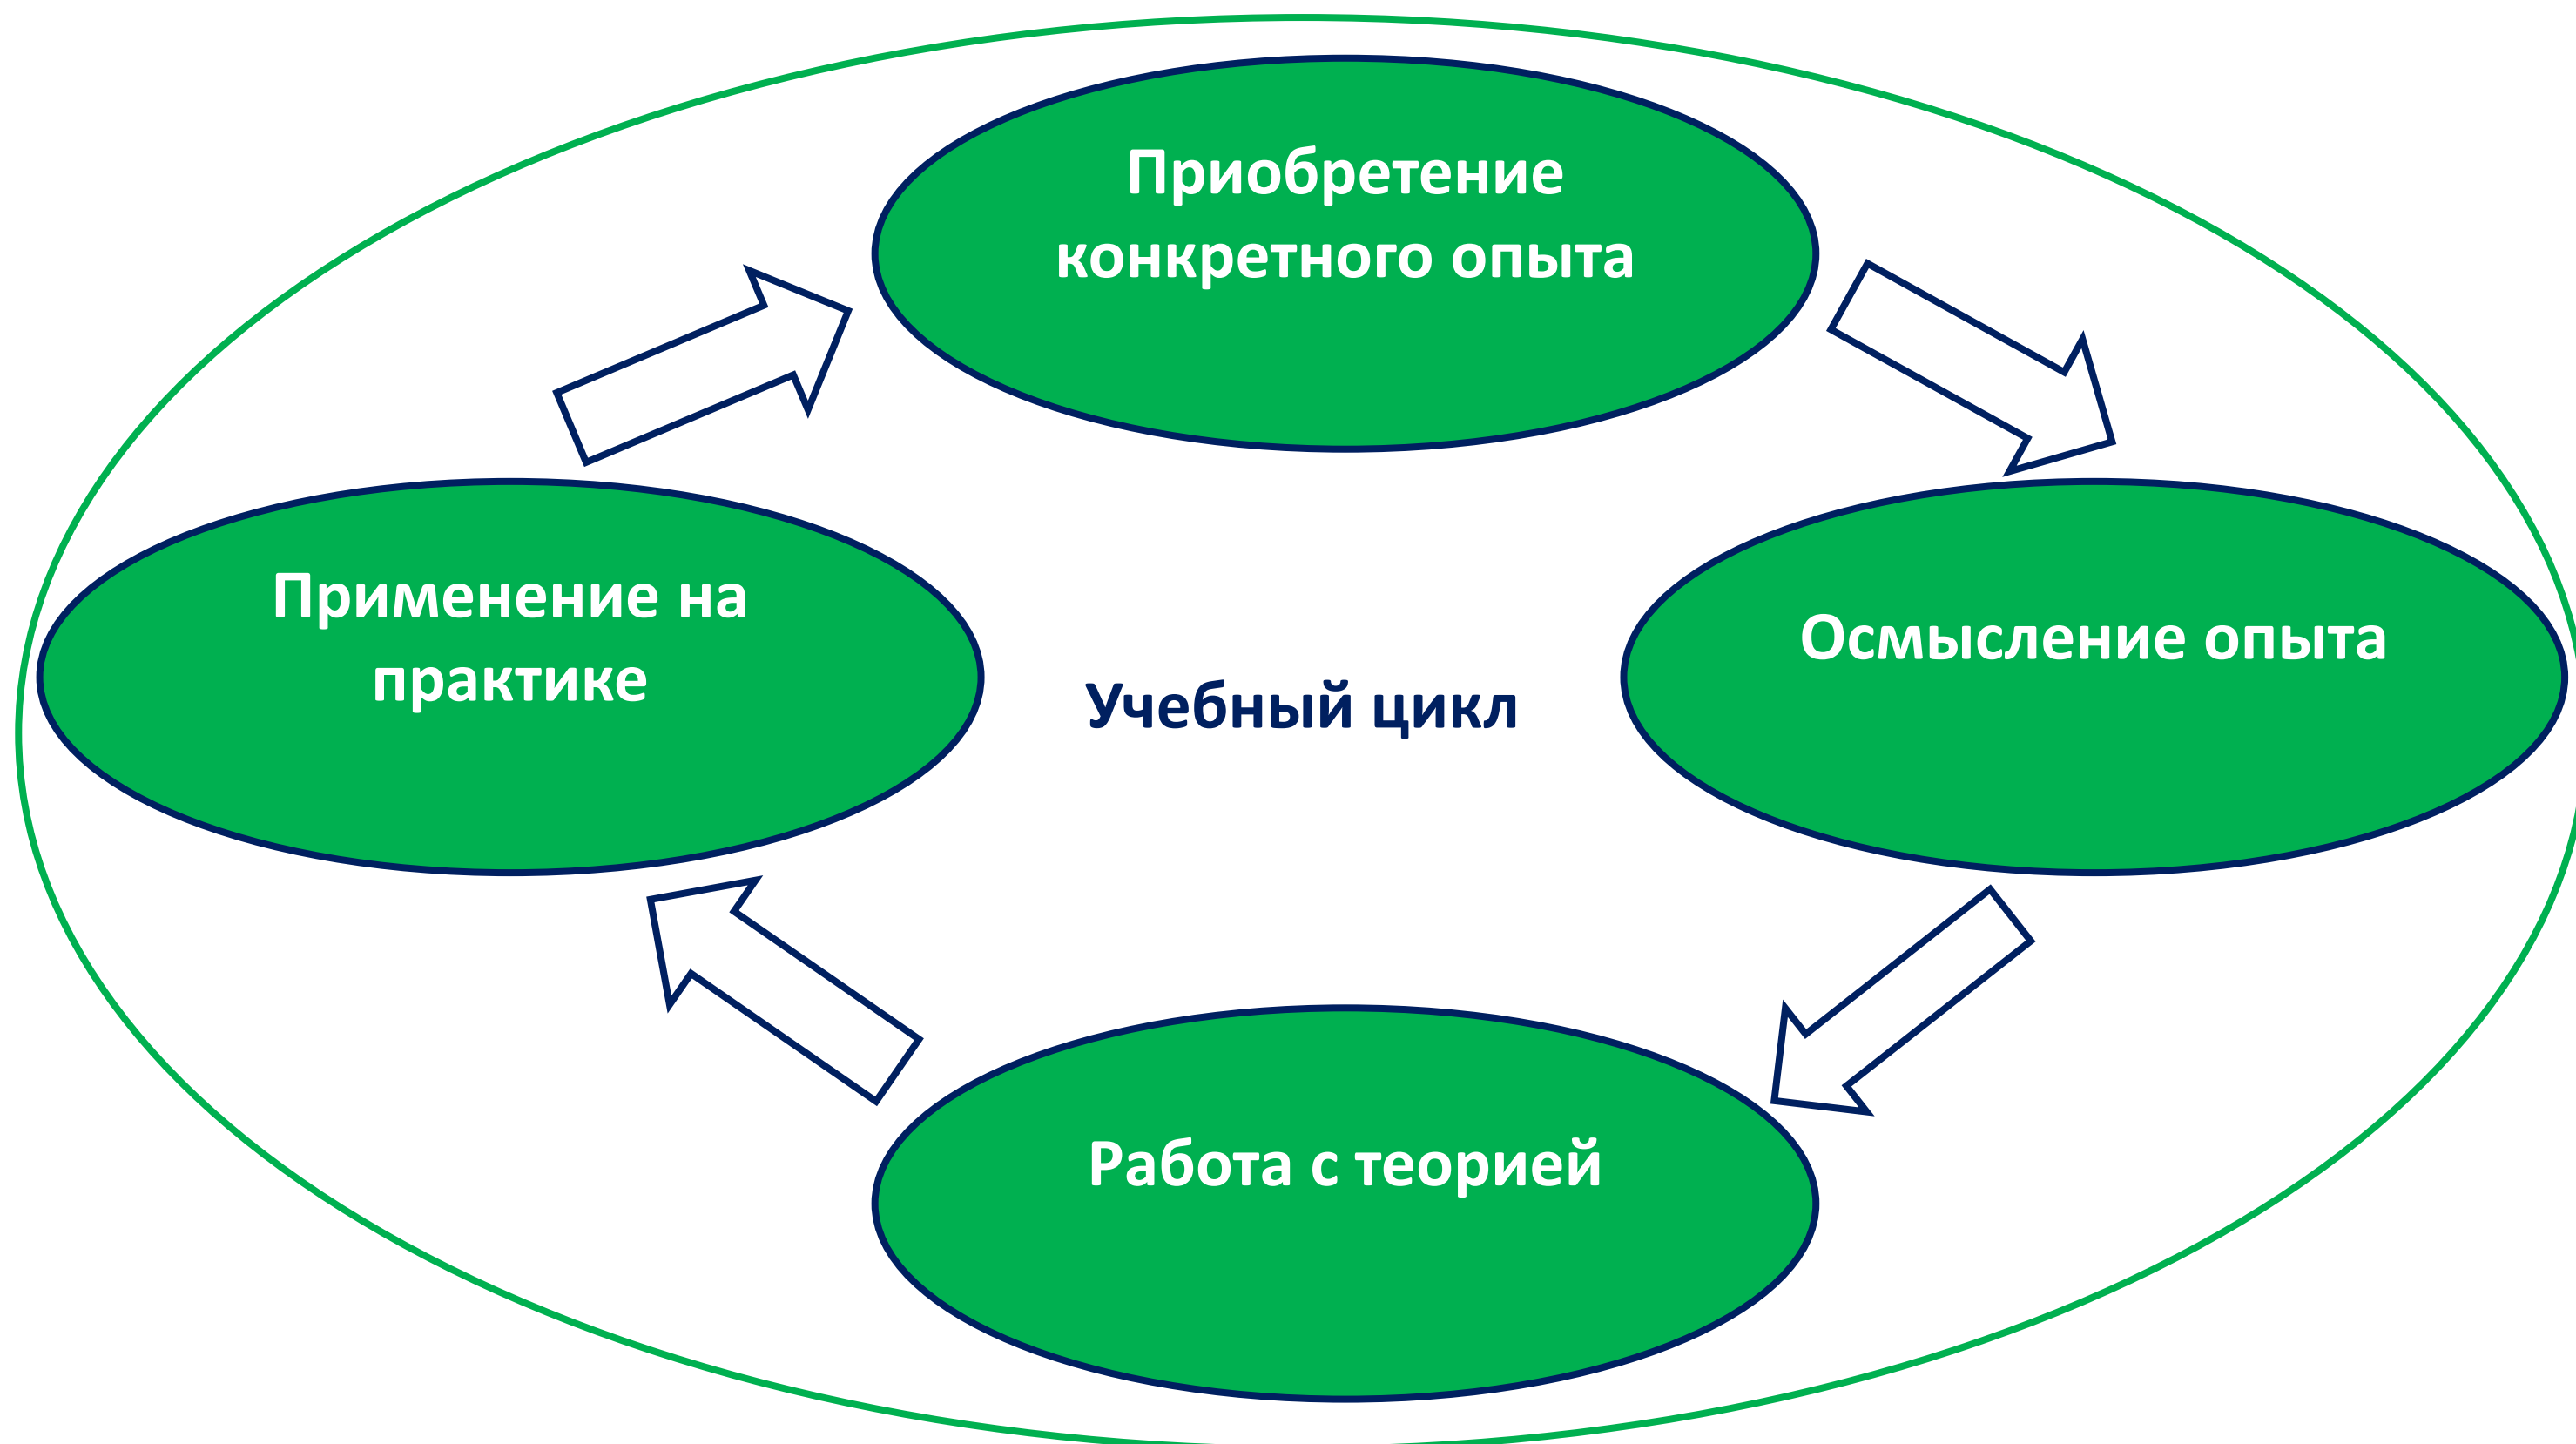 Приобретение
конкретного опыта
Применение на
практике
Осмысление опыта
Учебный цикл
Работа с теорией